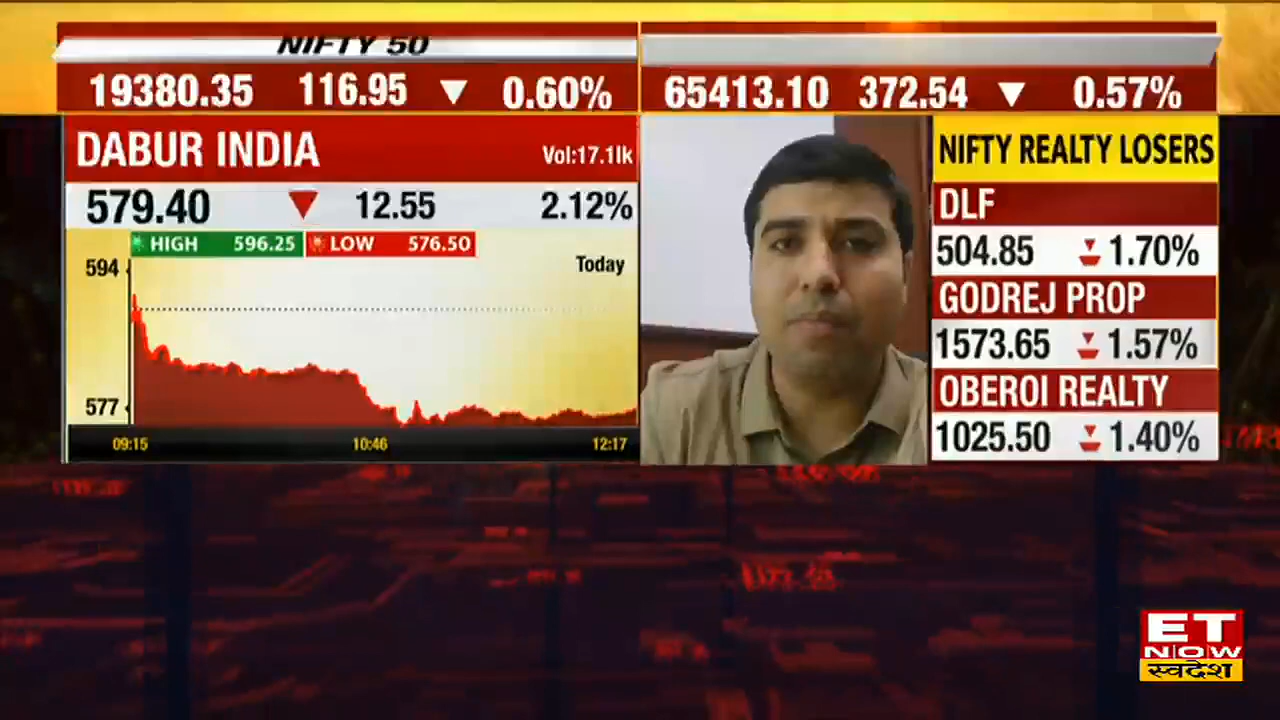 NIFTY 50
19380.35 116.95 ▼ 0.60%
65413.10 372.54 ▼ 0.57%
DABUR INDIA Vol:17.1lk
579.40 ▼ 12.55 2.12%
HIGH 596.25 LOW 576.50
594 Today
577
09:15 10:46 12:17
NIFTY REALTY LOSERS
DLF
504.85 1.70%
GODREJ PROP
1573.65 1.57%
OBEROI REALTY
1025.50 1.40%
ET
NOW
स्वदेश